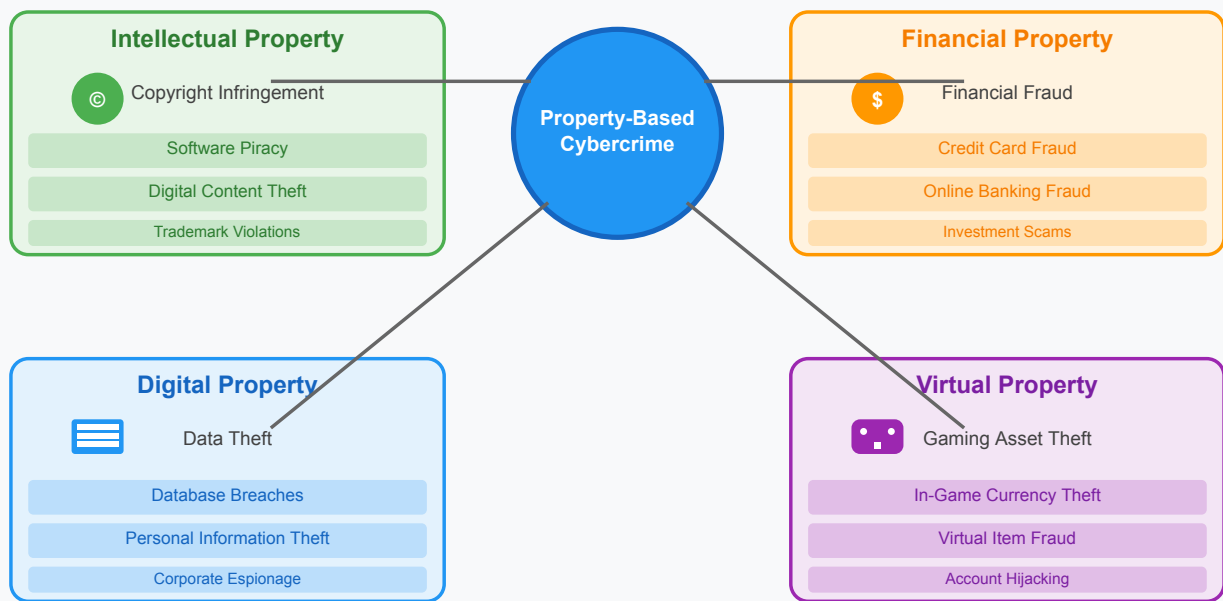 Intellectual Property
©
Copyright Infringement
Software Piracy
Digital Content Theft
Trademark Violations
Property-Based
Cybercrime
Financial Property
$
Financial Fraud
Credit Card Fraud
Online Banking Fraud
Investment Scams
Digital Property
Data Theft
Database Breaches
Personal Information Theft
Corporate Espionage
Virtual Property
Gaming Asset Theft
In-Game Currency Theft
Virtual Item Fraud
Account Hijacking